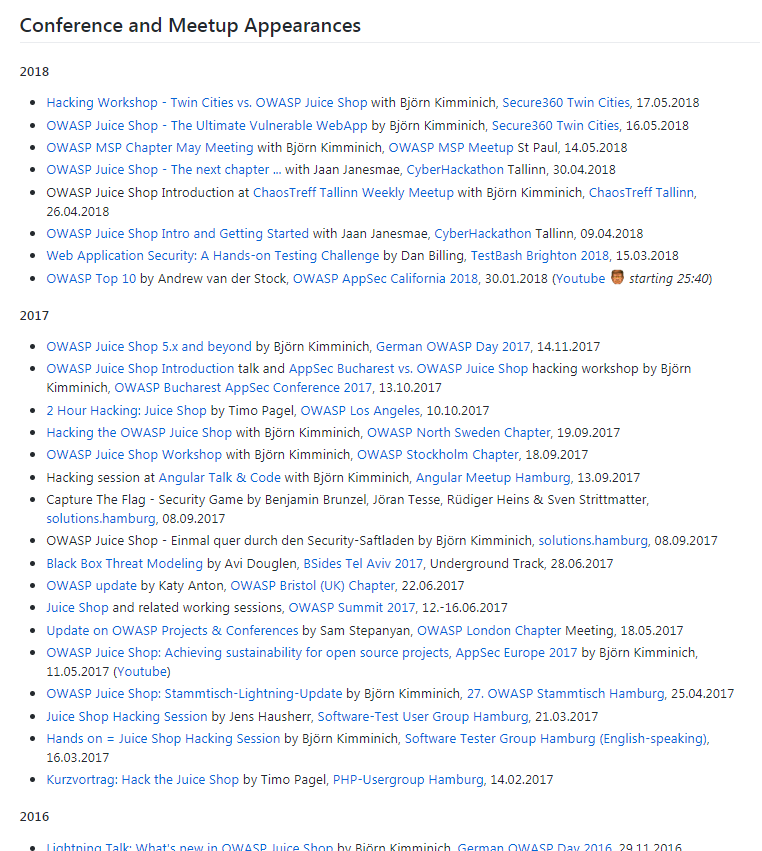 Conference and Meetup Appearances
2018
Hacking Workshop - Twin Cities vs. OWASP Juice Shop with Björn Kimminich, Secure360 Twin Cities, 17.05.2018
OWASP Juice Shop - The Ultimate Vulnerable WebApp by Björn Kimminich, Secure360 Twin Cities, 16.05.2018
OWASP MSP Chapter May Meeting with Björn Kimminich, OWASP MSP Meetup St Paul, 14.05.2018
OWASP Juice Shop - The next chapter ... with Jaan Janesmae, CyberHackathon Tallinn, 30.04.2018
OWASP Juice Shop Introduction at ChaosTreff Tallinn Weekly Meetup with Björn Kimminich, ChaosTreff Tallinn,
26.04.2018
OWASP Juice Shop Intro and Getting Started with Jaan Janesmae, CyberHackathon Tallinn, 09.04.2018
Web Application Security: A Hands-on Testing Challenge by Dan Billing, TestBash Brighton 2018, 15.03.2018
OWASP Top 10 by Andrew van der Stock, OWASP AppSec California 2018, 30.01.2018 (Youtube starting 25:40)
2017
OWASP Juice Shop 5.x and beyond by Björn Kimminich, German OWASP Day 2017, 14.11.2017
OWASP Juice Shop Introduction talk and AppSec Bucharest vs. OWASP Juice Shop hacking workshop by Björn
Kimminich, OWASP Bucharest AppSec Conference 2017, 13.10.2017
2 Hour Hacking: Juice Shop by Timo Pagel, OWASP Los Angeles, 10.10.2017
Hacking the OWASP Juice Shop with Björn Kimminich, OWASP North Sweden Chapter, 19.09.2017
OWASP Juice Shop Workshop with Björn Kimminich, OWASP Stockholm Chapter, 18.09.2017
Hacking session at Angular Talk & Code with Björn Kimminich, Angular Meetup Hamburg, 13.09.2017
Capture The Flag - Security Game by Benjamin Brunzel, Jöran Tesse, Rüdiger Heins & Sven Strittmatter,
solutions.hamburg, 08.09.2017
OWASP Juice Shop - Einmal quer durch den Security-Saftladen by Björn Kimminich, solutions.hamburg, 08.09.2017
Black Box Threat Modeling by Avi Douglen, BSides Tel Aviv 2017, Underground Track, 28.06.2017
OWASP update by Katy Anton, OWASP Bristol (UK) Chapter, 22.06.2017
Juice Shop and related working sessions, OWASP Summit 2017, 12.-16.06.2017
Update on OWASP Projects & Conferences by Sam Stepanyan, OWASP London Chapter Meeting, 18.05.2017
OWASP Juice Shop: Achieving sustainability for open source projects, AppSec Europe 2017 by Björn Kimminich,
11.05.2017 (Youtube)
OWASP Juice Shop: Stammtisch-Lightning-Update by Björn Kimminich, 27. OWASP Stammtisch Hamburg, 25.04.2017
Juice Shop Hacking Session by Jens Hausherr, Software-Test User Group Hamburg, 21.03.2017
Hands on = Juice Shop Hacking Session by Björn Kimminich, Software Tester Group Hamburg (English-speaking),
16.03.2017
Kurzvortrag: Hack the Juice Shop by Timo Pagel, PHP-Usergroup Hamburg, 14.02.2017
2016
Lightning Talk: What's new in OWASP Juice Shop by Björn Kimminich, German OWASP Day 2016, 29.11.2016